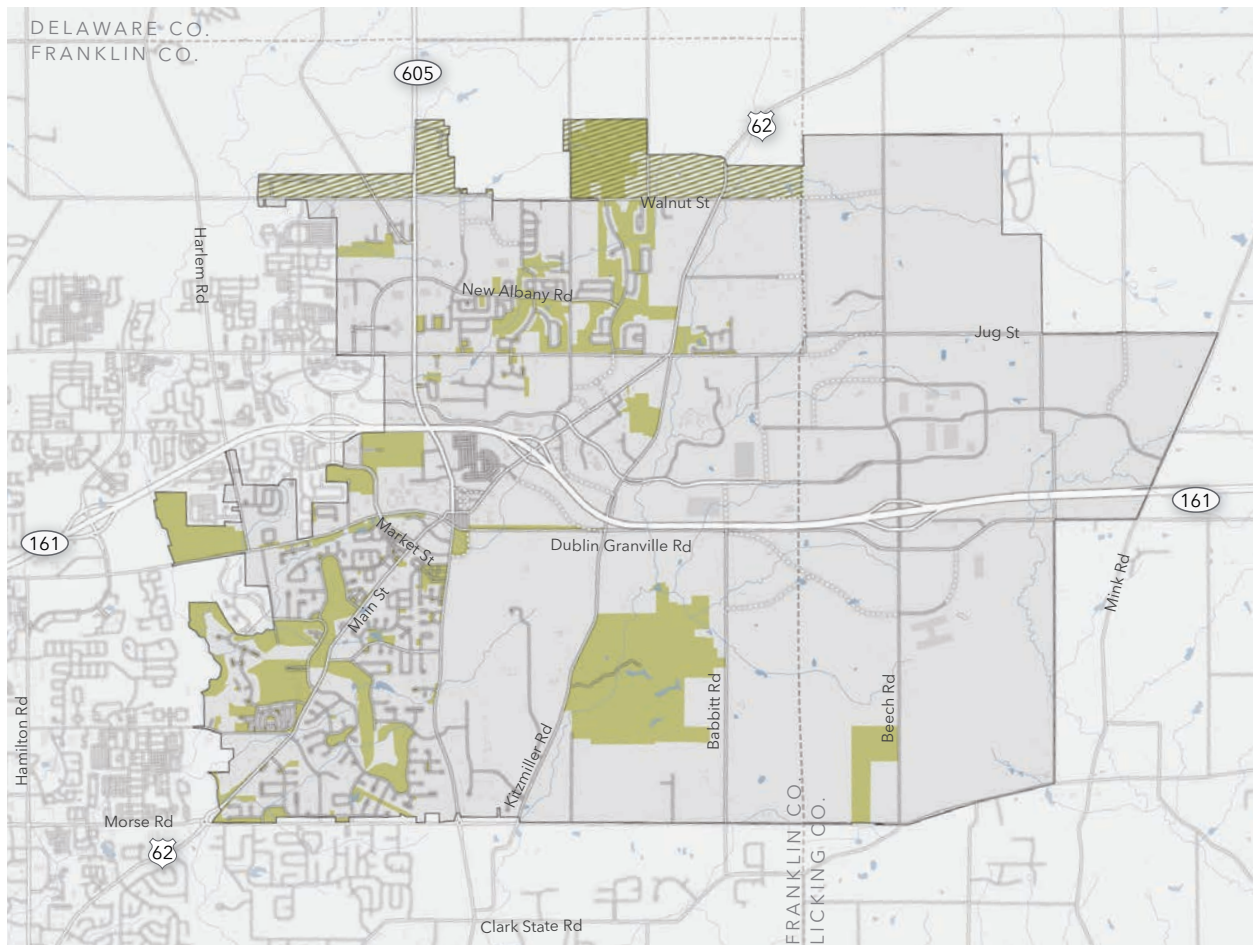 DELAWARE CO.
FRANKLIN CO.
605
62
Walnut St
Harlem Rd
New Albany Rd
Jug St
161
161
Market St
Dublin Granville Rd
Main St
Mink Rd
Hamilton Rd
Babbitt Rd
Beech Rd
Kitzmiller Rd
Morse Rd
62
FRANKLIN CO.
LICKING CO.
Clark State Rd